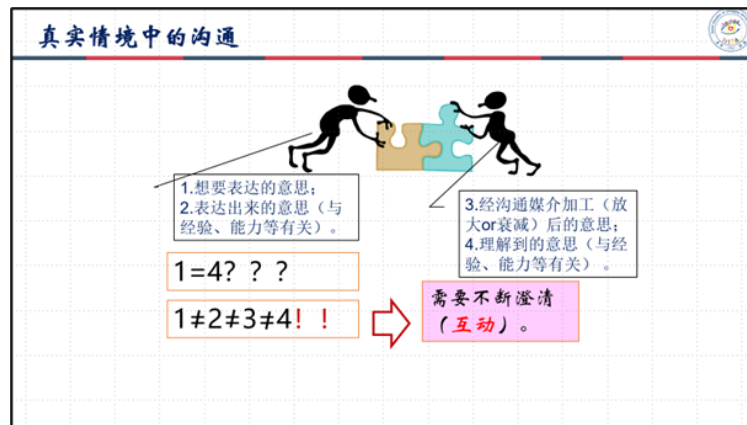 真实情境中的沟通
1.想要表达的意思；
2.表达出来的意思（与
经验、能力等有关）。
3.经沟通媒介加工（放
大or衰减）后的意思；
4.理解到的意思（与经
验、能力等有关）。
1=4？？？
1≠2≠3≠4！！
需要不断澄清
（互动）。